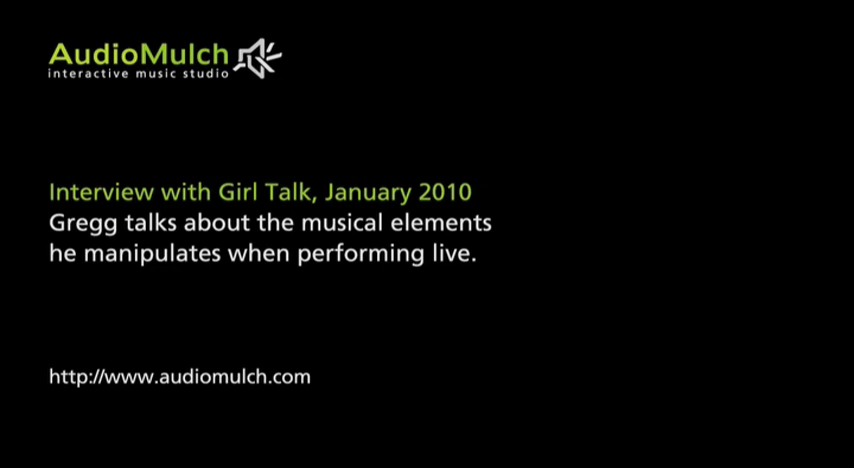 AudioMulch
interactive music studio
Interview with Girl Talk, January 2010
Gregg talks about the musical elements
he manipulates when performing live.
http://www.audiomulch.com